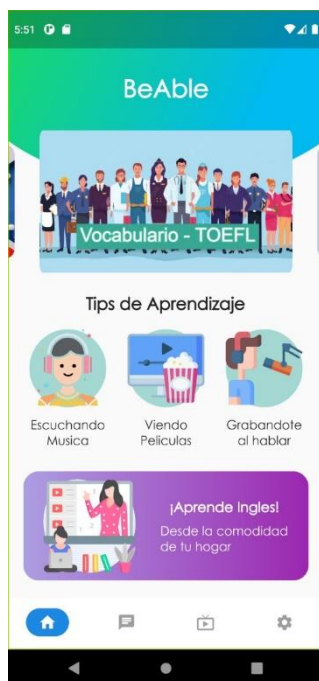 5:51
BeAble
Vocabulario - TOEFL
Tips de Aprendizaje
Escuchando
Musica
Viendo
Peliculas
Grabandote
al hablar
¡Aprende Ingles!
Desde la comodidad
de tu hogar